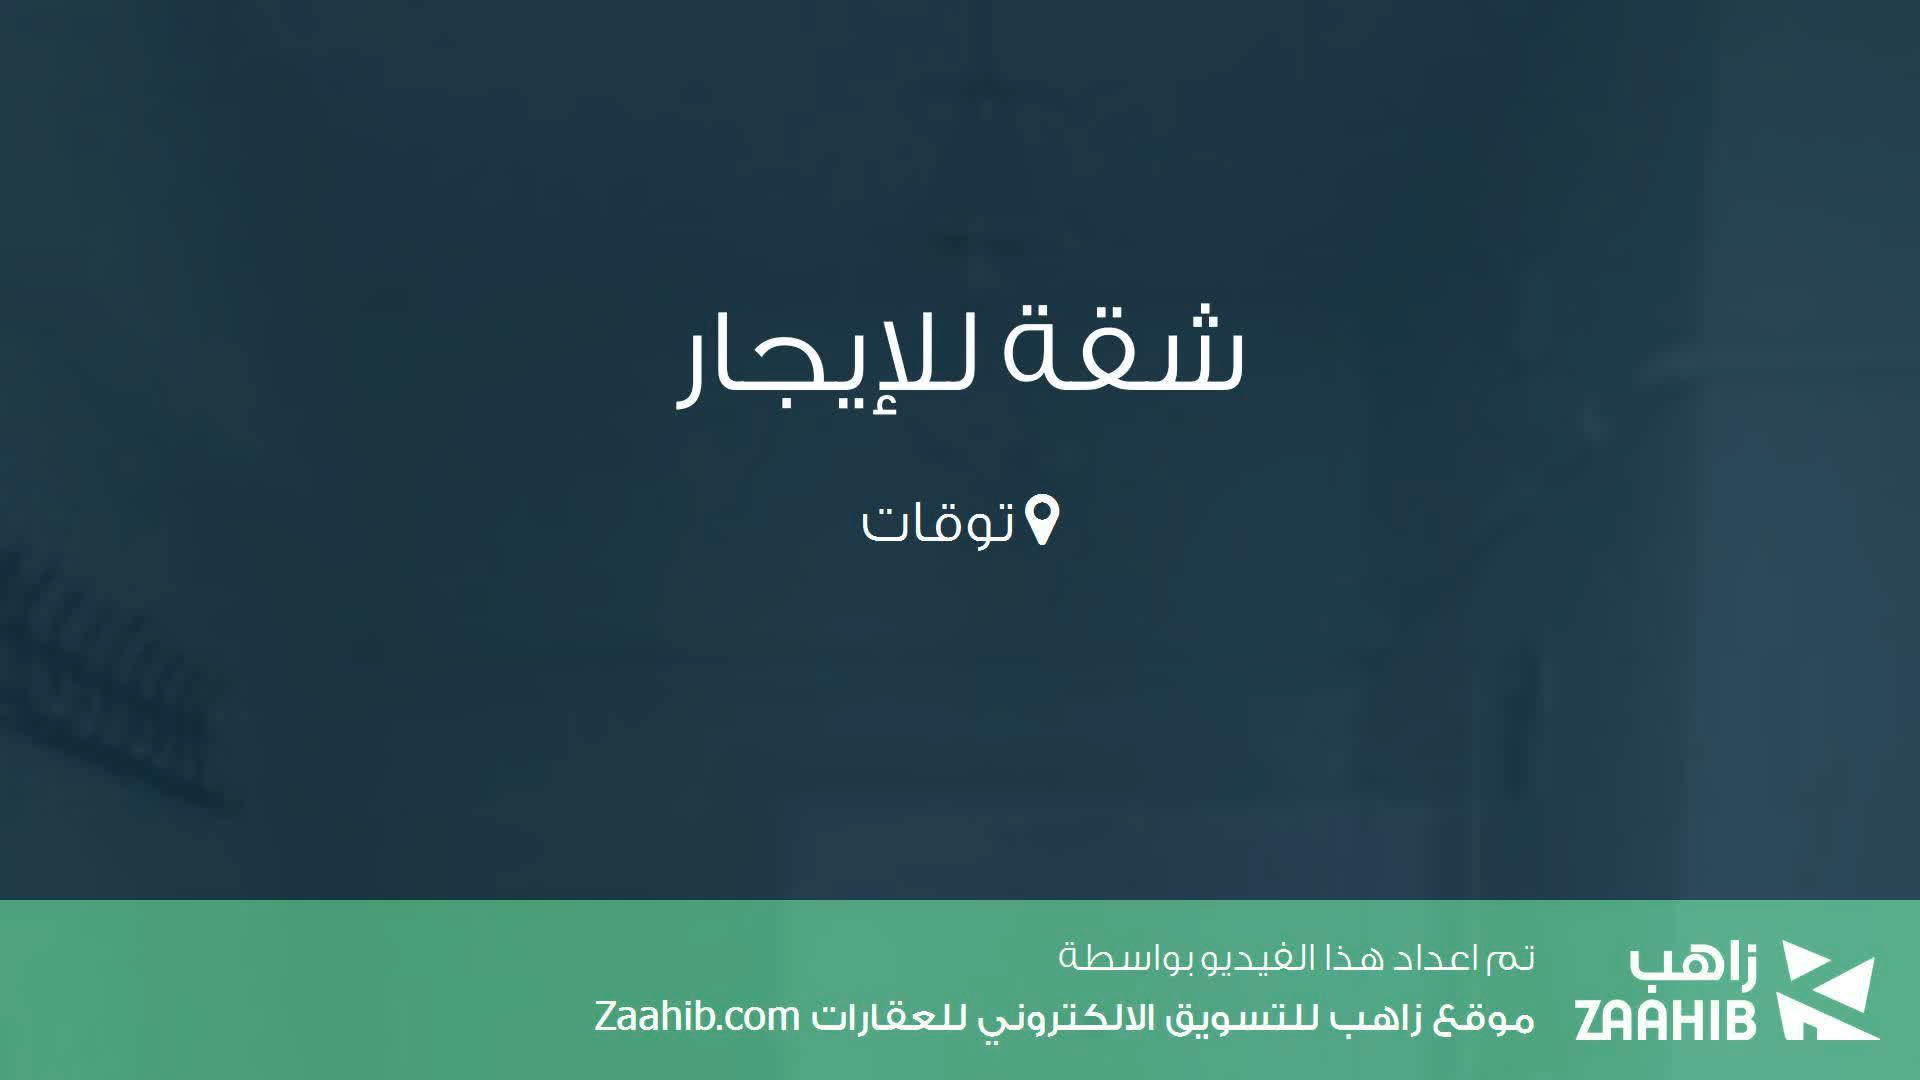 شقة للإيجار
توقات
تم اعداد هذا الفيديو بواسطة
موقع زاهب للتسويق الالكتروني للعقارات Zaahib.com
زاهب
ZAAHIB